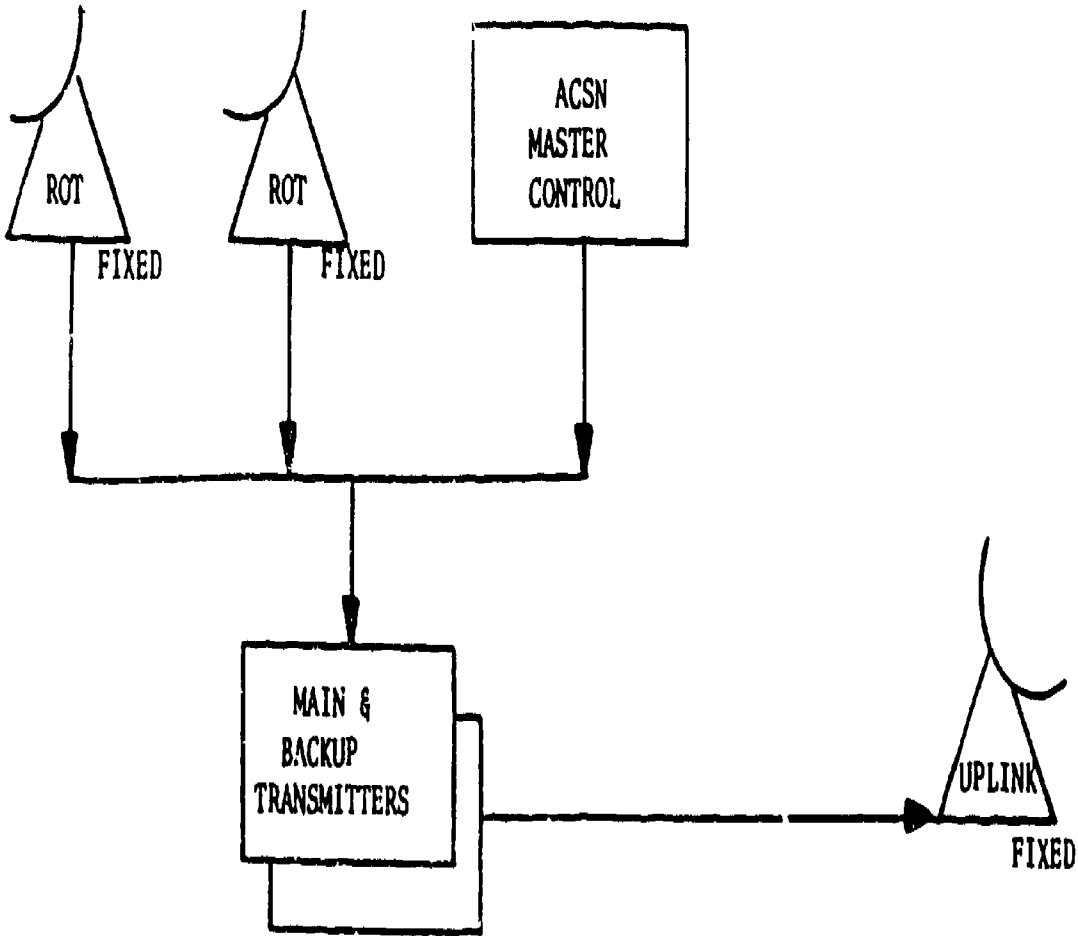 ROT
FIXED
ROT
FIXED
ACSN
MASTER
CONTROL
MAIN &
BACKUP
TRANSMITTERS
UPLINK
FIXED